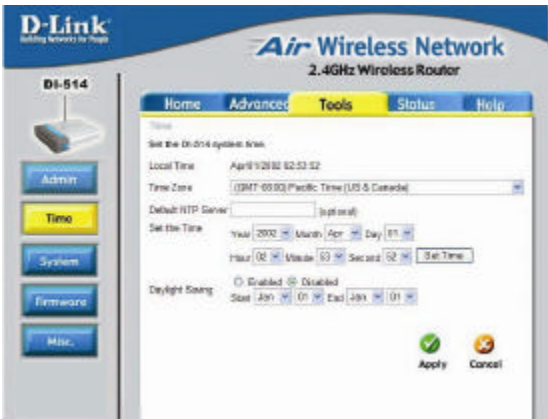 D-Link
Building Networks for People
Air Wireless Network
2.4GHz Wireless Router
DI-514
Home Advanced Tools Status Help
Time
Set the DI-514 system time.
Local Time April/1/2002 02:53:52
Time Zone (GMT-08:00) Pacific Time (US & Canada)
Default NTP Server (optional)
Set the Time Year 2002 Month Apr Day 01
Hour 02 Minute 53 Second 52 Set Time
Daylight Saving Enabled Disabled
Start Jan 01 End Jan 01
Admin
Time
System
Firmware
Misc.
Apply Cancel